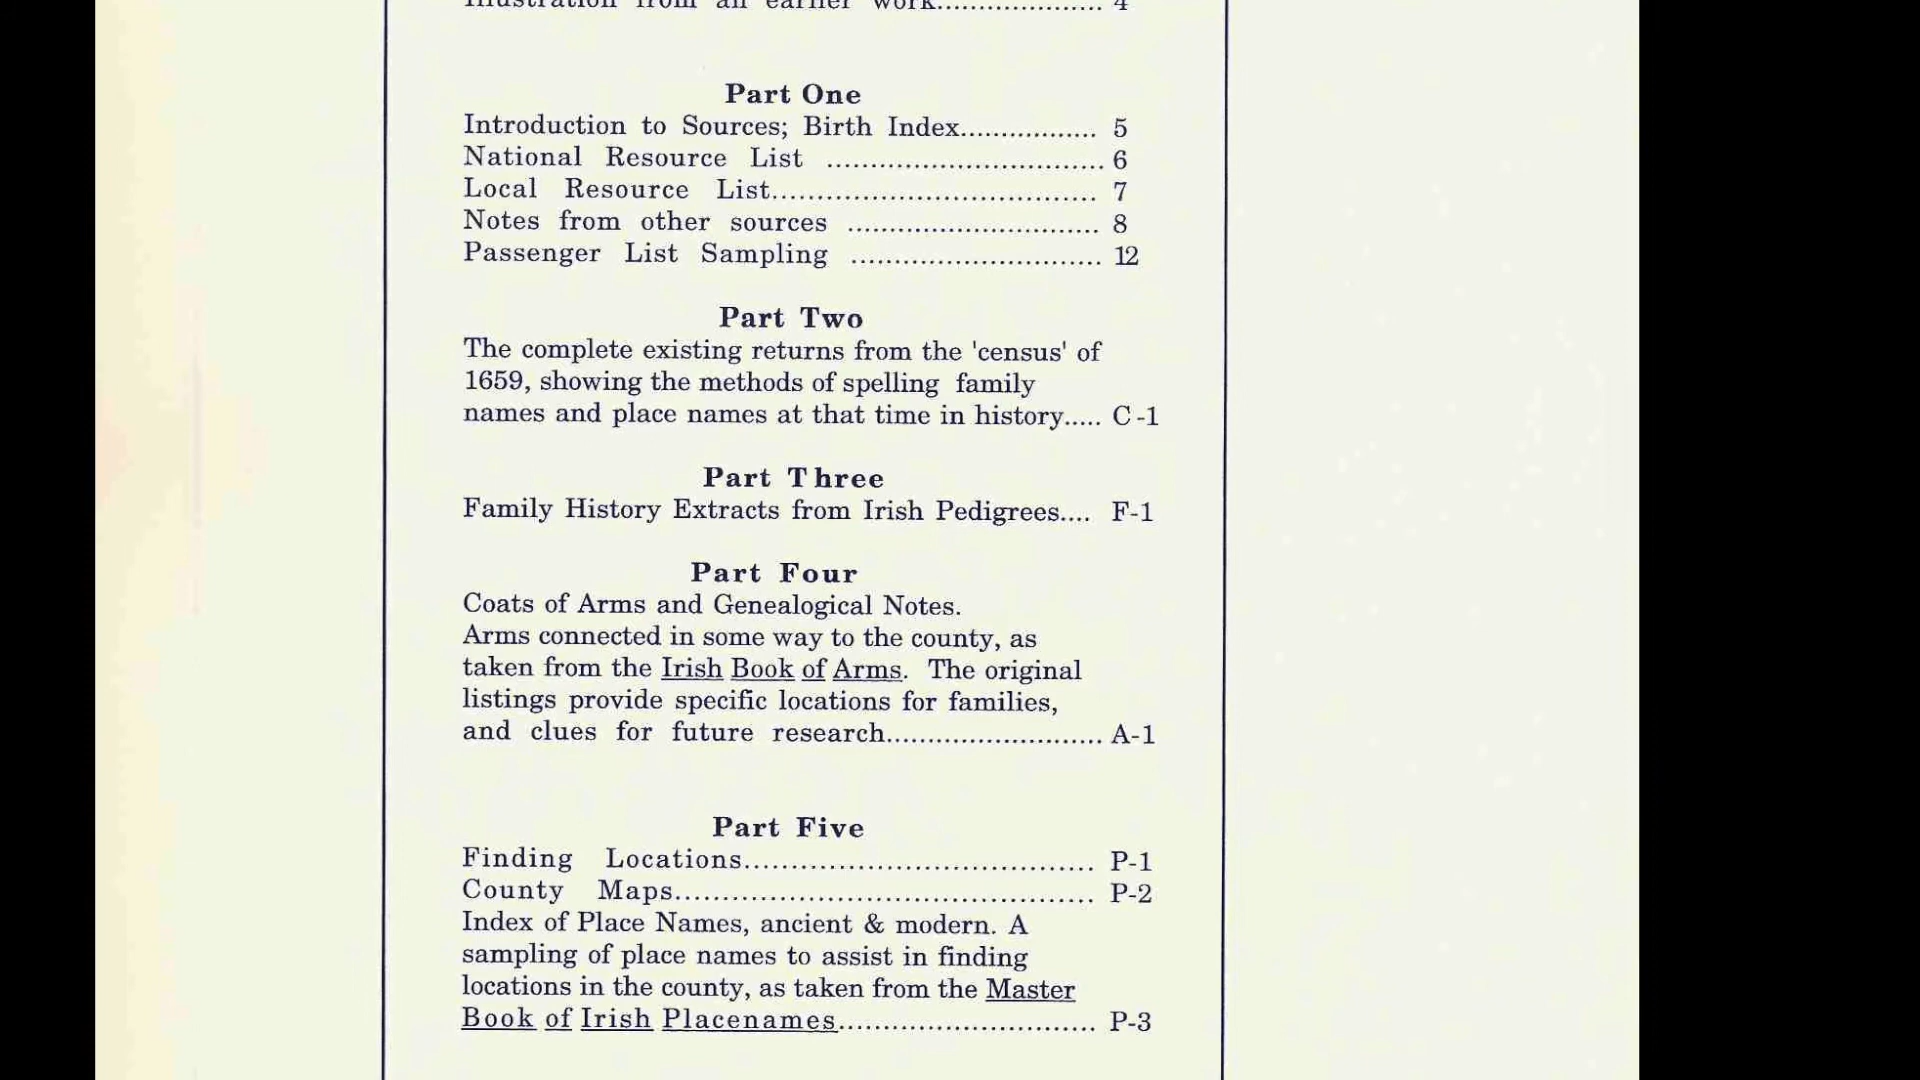 Illustration from an earlier work.................... 4
Part One
Introduction to Sources; Birth Index................ 5
National Resource List ................................ 6
Local Resource List..................................... 7
Notes from other sources ............................. 8
Passenger List Sampling ............................. 12
Part Two
The complete existing returns from the 'census' of
1659, showing the methods of spelling family
names and place names at that time in history..... C-1
Part Three
Family History Extracts from Irish Pedigrees.... F-1
Part Four
Coats of Arms and Genealogical Notes.
Arms connected in some way to the county, as
taken from the Irish Book of Arms. The original
listings provide specific locations for families,
and clues for future research.......................... A-1
Part Five
Finding Locations...................................... P-1
County Maps............................................ P-2
Index of Place Names, ancient & modern. A
sampling of place names to assist in finding
locations in the county, as taken from the Master
Book of Irish Placenames............................. P-3